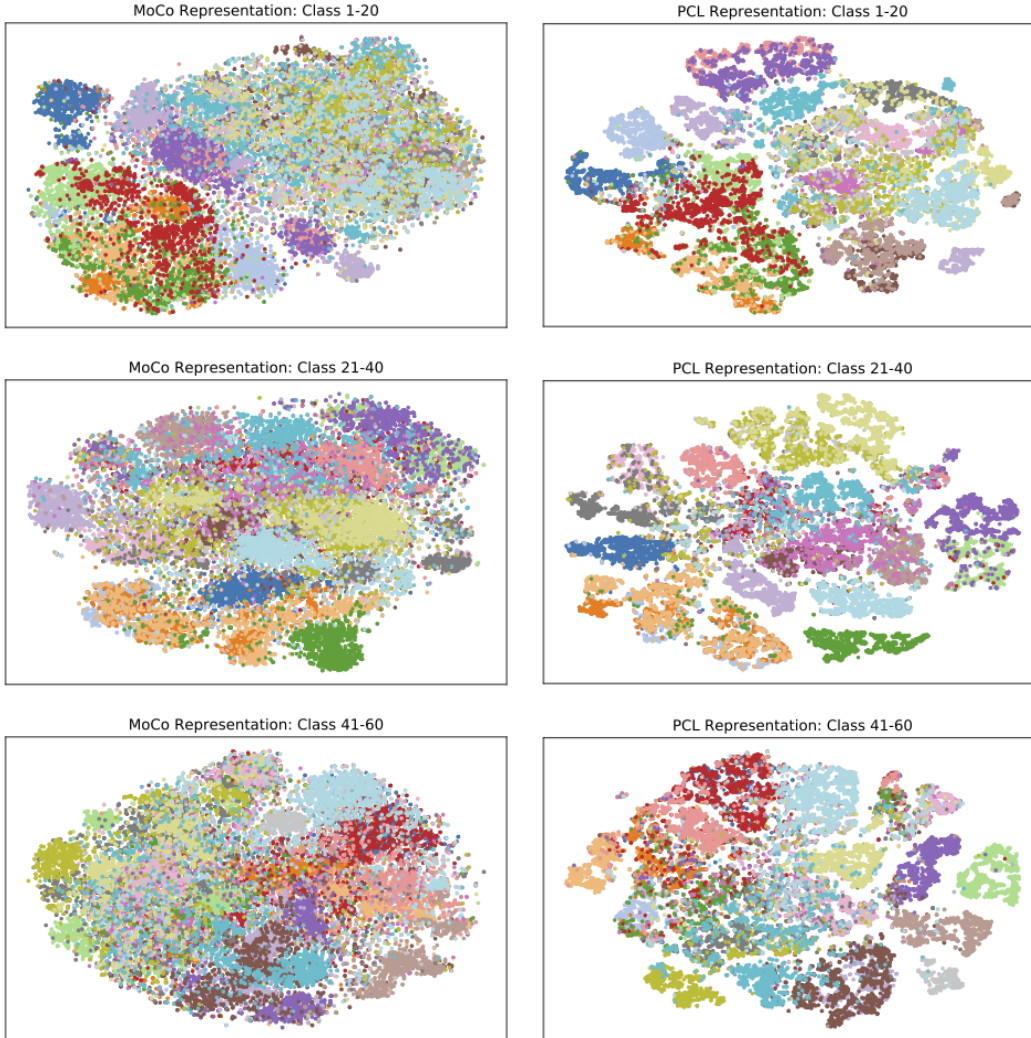 MoCo Representation: Class 1-20
PCL Representation: Class 1-20
MoCo Representation: Class 21-40
PCL Representation: Class 21-40
MoCo Representation: Class 41-60
PCL Representation: Class 41-60